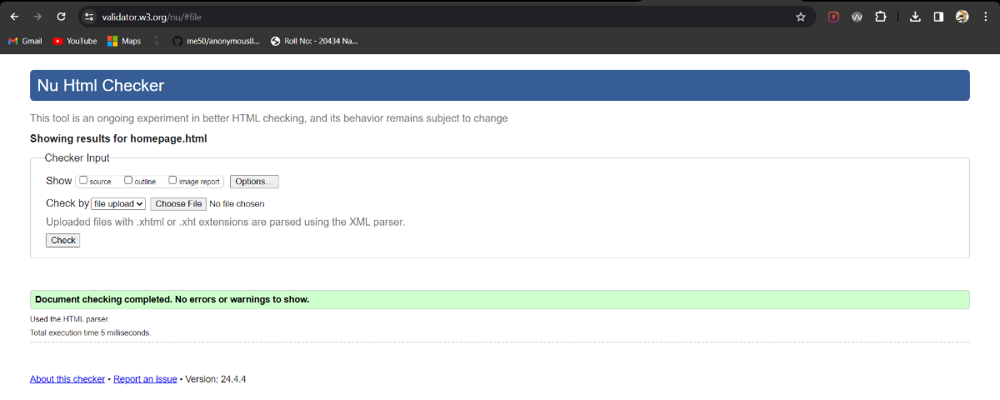 validator.w3.org/nu/#file
Gmail YouTube Maps me50/anonymous8... Roll No: - 20434 Na...
Nu Html Checker
This tool is an ongoing experiment in better HTML checking, and its behavior remains subject to change
Showing results for homepage.html
Checker Input
Show source outline image report Options...
Check by file upload Choose File No file chosen
Uploaded files with .xhtml or .xht extensions are parsed using the XML parser.
Check
Document checking completed. No errors or warnings to show.
Used the HTML parser.
Total execution time 5 milliseconds.
About this checker • Report an issue • Version: 24.4.4